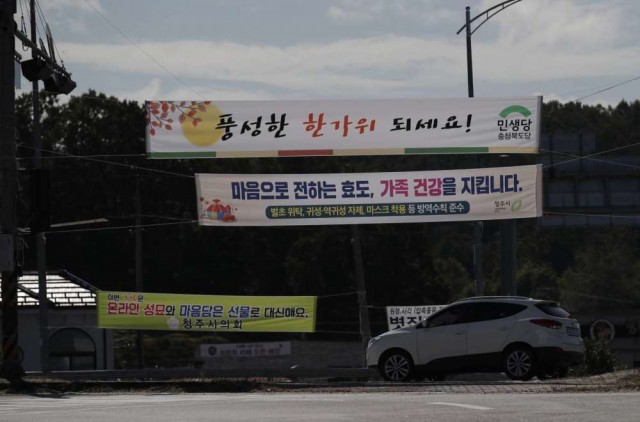 풍성한 한가위 되세요!
민생당
충청북도당
마음으로 전하는 효도, 가족 건강을 지킵니다.
벌초 위탁, 귀성·역귀성 자제, 마스크 착용 등 방역수칙 준수
청주시
온라인 성묘와 마음담은 선물로 대신해요.
청주시의회